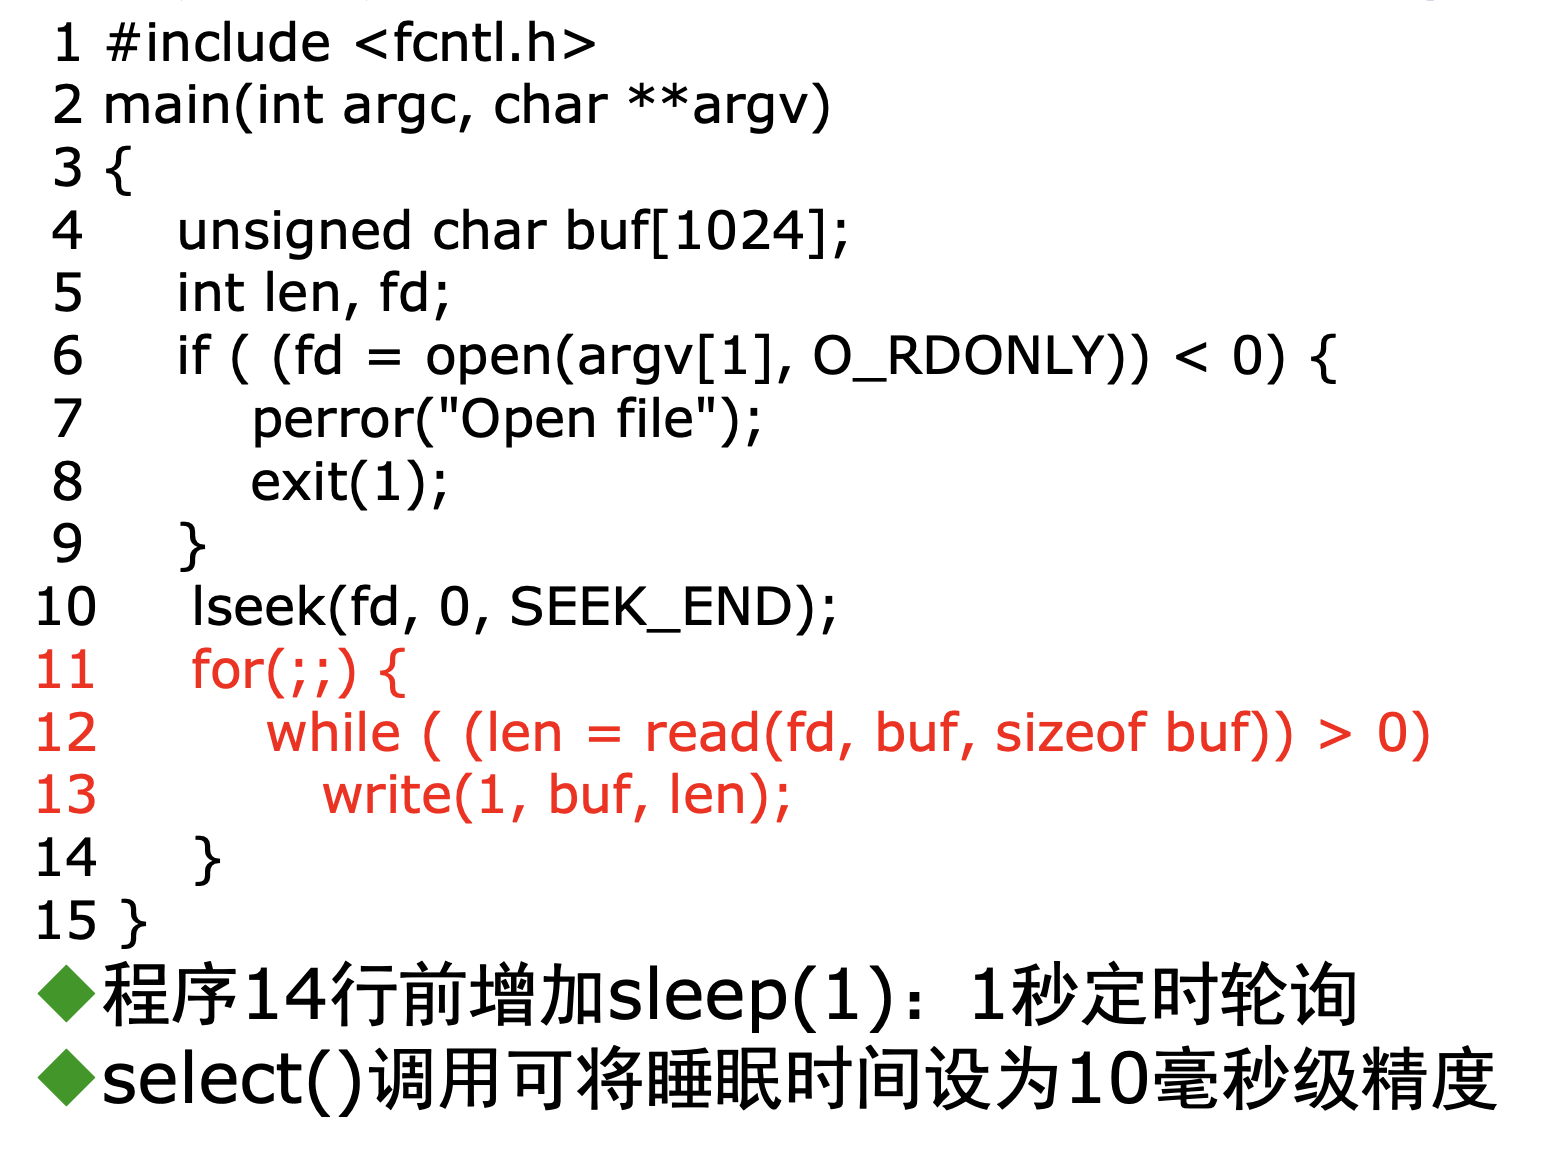 1 #include <fcntl.h>
2 main(int argc, char **argv)
3 {
4 unsigned char buf[1024];
5 int len, fd;
6 if ( (fd = open(argv[1], O_RDONLY)) < 0) {
7 perror("Open file");
8 exit(1);
9 }
10 lseek(fd, 0, SEEK_END);
11 for(;;) {
12 while ( (len = read(fd, buf, sizeof buf)) > 0)
13 write(1, buf, len);
14 }
15 }
◆程序14行前增加sleep(1)：1秒定时轮询
◆select()调用可将睡眠时间设为10毫秒级精度